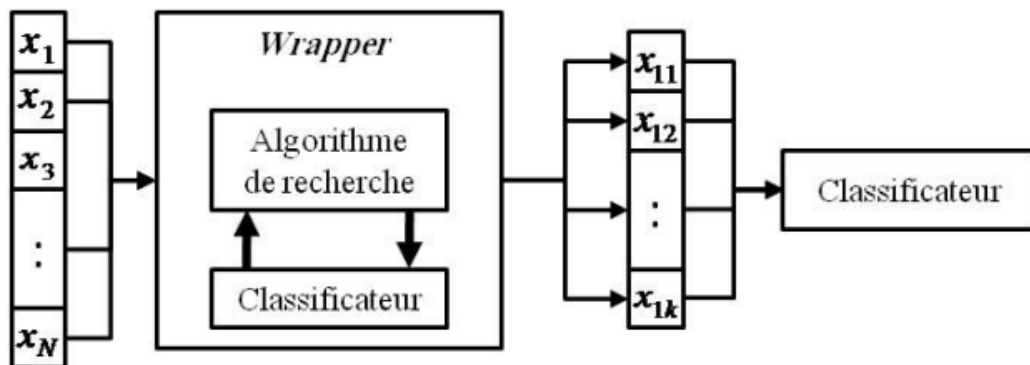 x1
x2
x3
⋮
xN
Wrapper
Algorithme
de recherche
Classificateur
x11
x12
⋮
x1k
Classificateur